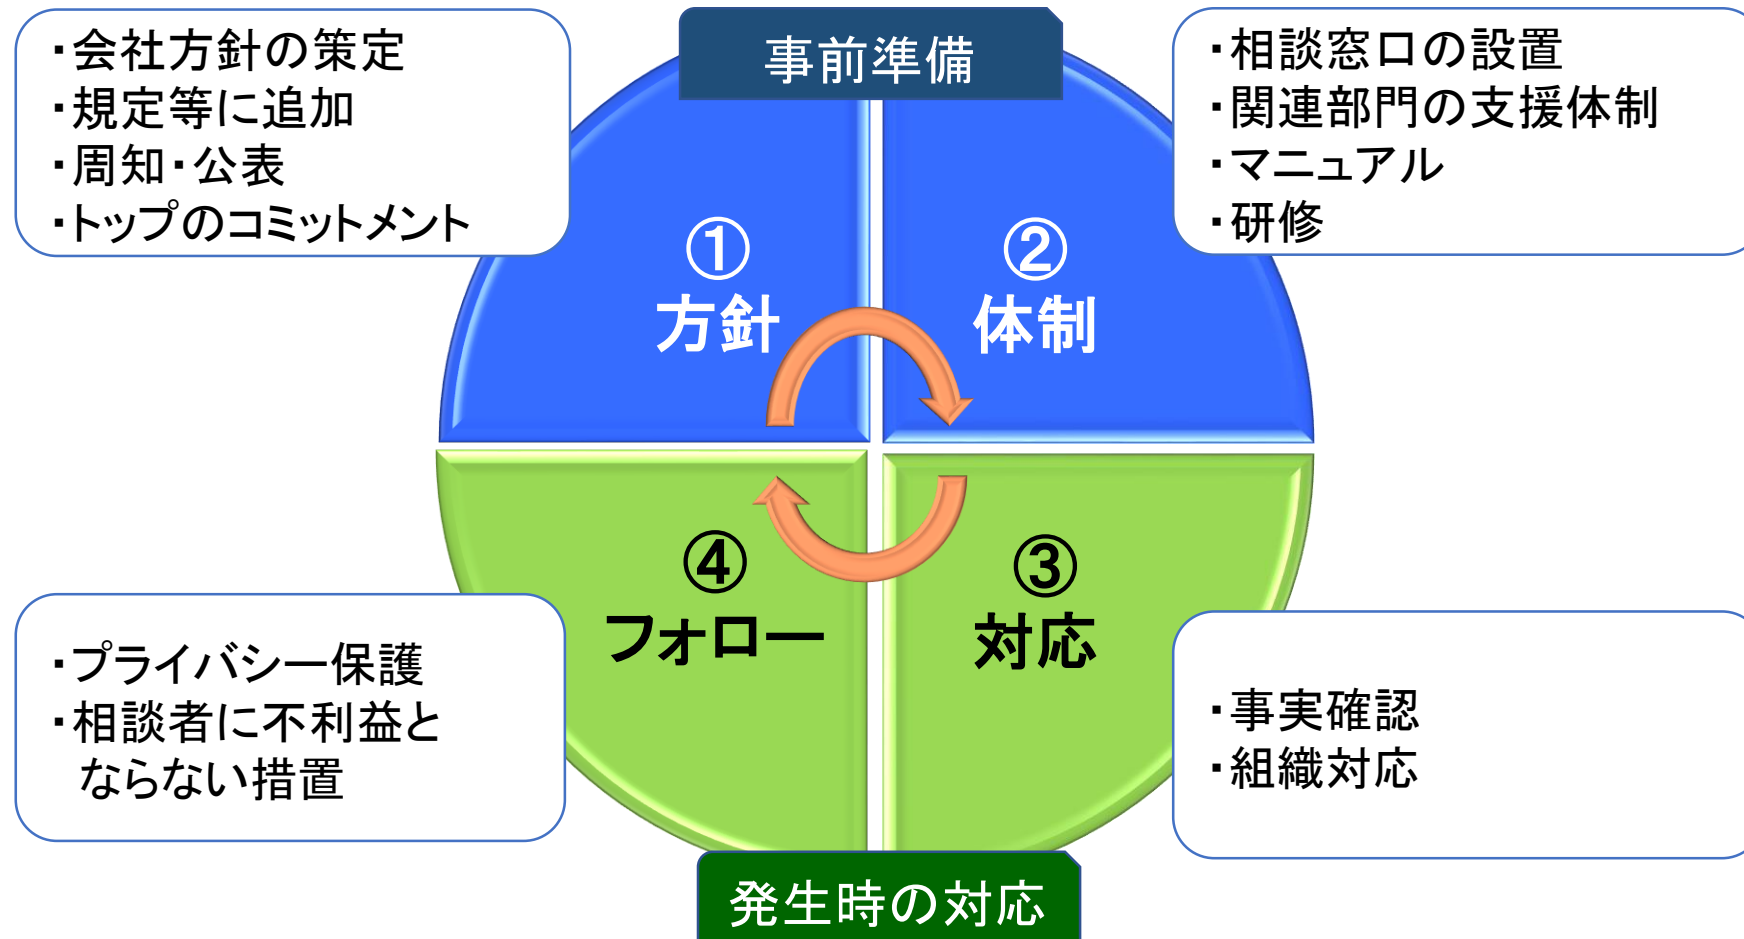 事前準備
・会社方針の策定
・規定等に追加
・周知・公表
・トップのコミットメント
・相談窓口の設置
・関連部門の支援体制
・マニュアル
・研修
①
方針
②
体制
④
フォロー
③
対応
・プライバシー保護
・相談者に不利益と
ならない措置
・事実確認
・組織対応
発生時の対応